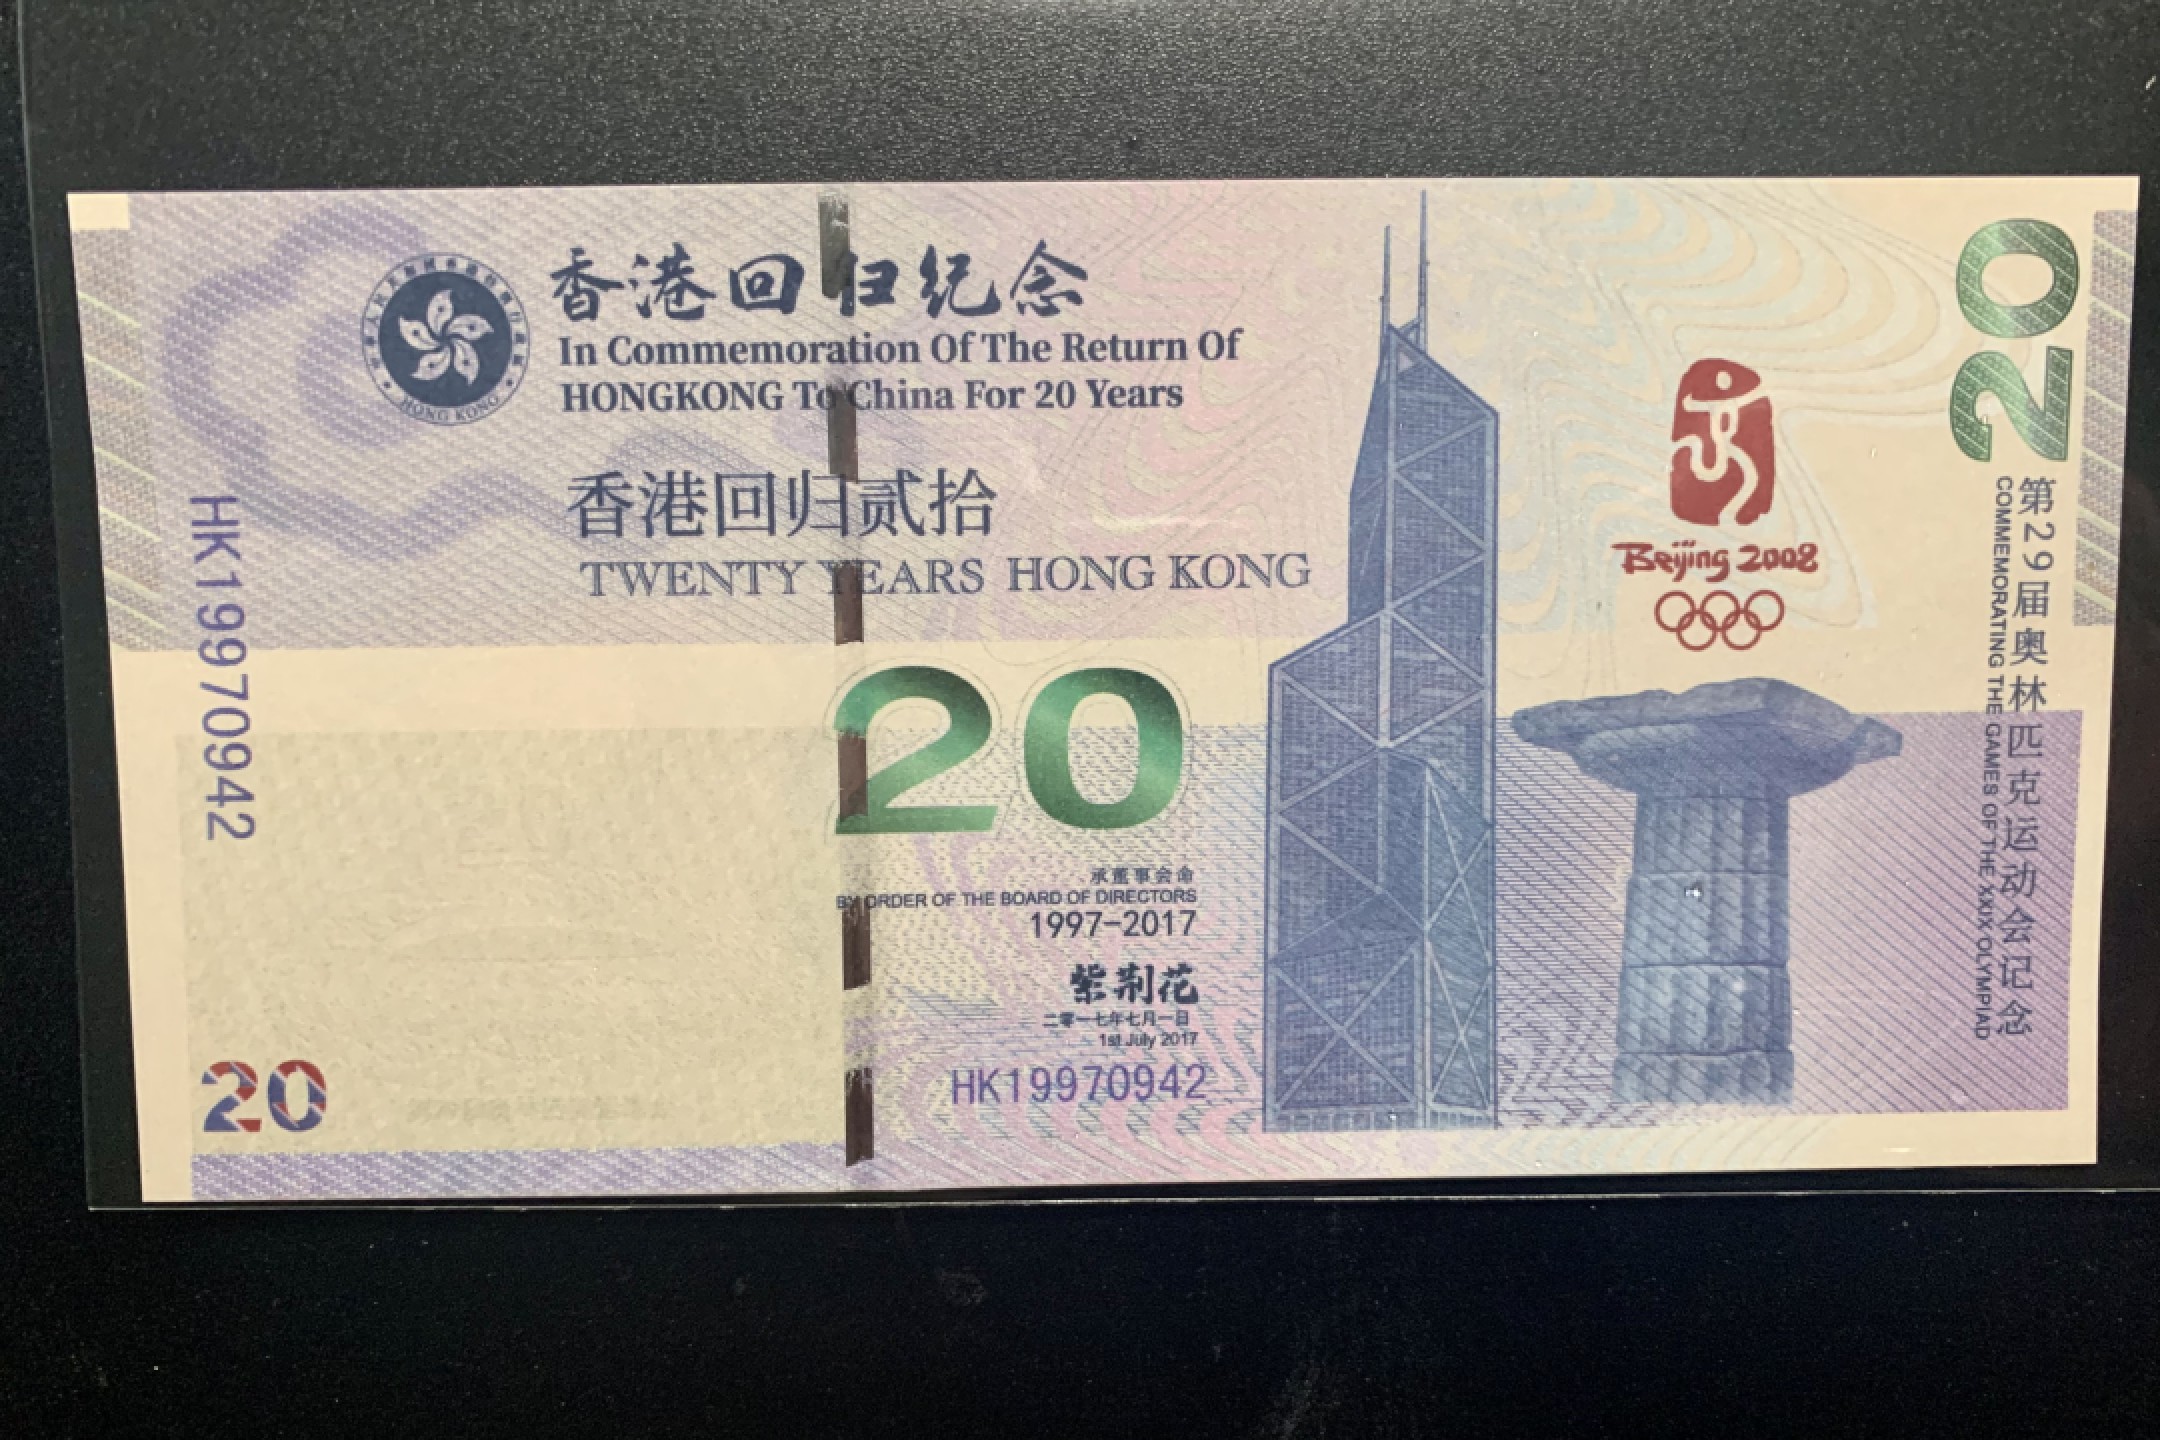 香港回归纪念
In Commemoration Of The Return Of
HONGKONG To China For 20 Years
HONG KONG
香港回归贰拾
TWENTY YEARS HONG KONG
20
承董事会命
BY ORDER OF THE BOARD OF DIRECTORS
1997-2017
紫荆花
二零一七年七月一日
1st July 2017
HK19970942
HK19970942
20
Beijing 2008
20
第29届奥林匹克运动会记念
COMMEMORATING THE GAMES OF THE XXIX OLYMPIAD